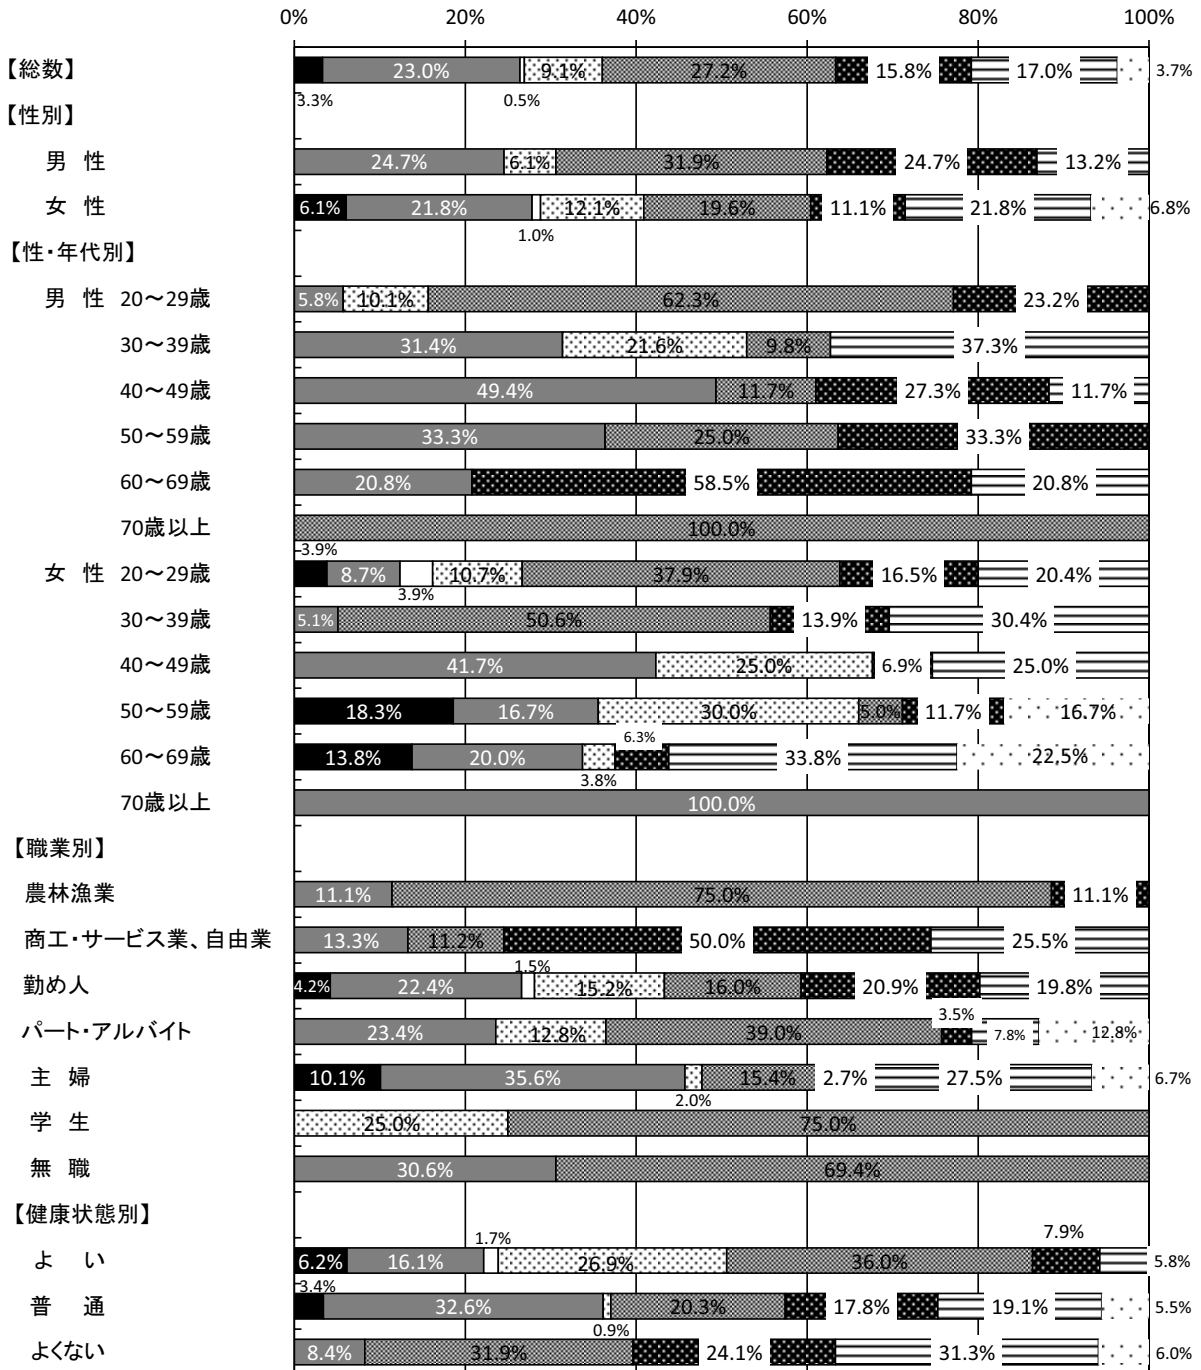 0% 20% 40% 60% 80% 100%
【総数】 23.0% 9.1% 27.2% 15.8% 17.0% 3.7%
3.3% 0.5%
【性別】
男 性 24.7% 6.1% 31.9% 24.7% 13.2%
女 性 6.1% 21.8% 12.1% 19.6% 11.1% 21.8% 6.8%
1.0%
【性・年代別】
男 性 20～29歳 5.8% 10.1% 62.3% 23.2%
30～39歳 31.4% 21.6% 9.8% 37.3%
40～49歳 49.4% 11.7% 27.3% 11.7%
50～59歳 33.3% 25.0% 33.3%
60～69歳 20.8% 58.5% 20.8%
70歳以上 100.0%
3.9%
女 性 20～29歳 8.7% 10.7% 37.9% 16.5% 20.4%
3.9%
30～39歳 5.1% 50.6% 13.9% 30.4%
40～49歳 41.7% 25.0% 6.9% 25.0%
50～59歳 18.3% 16.7% 30.0% 5.0% 11.7% 16.7%
6.3%
60～69歳 13.8% 20.0% 33.8% 22.5%
3.8%
70歳以上 100.0%
【職業別】
農林漁業 11.1% 75.0% 11.1%
商工・サービス業、自由業 13.3% 11.2% 50.0% 25.5%
1.5%
勤め人 4.2% 22.4% 15.2% 16.0% 20.9% 19.8%
3.5%
パート・アルバイト 23.4% 12.8% 39.0% 7.8% 12.8%
主 婦 10.1% 35.6% 15.4% 2.7% 27.5% 6.7%
2.0%
学 生 25.0% 75.0%
無 職 30.6% 69.4%
【健康状態別】
1.7% 7.9%
よ い 6.2% 16.1% 26.9% 36.0% 5.8%
3.4%
普 通 32.6% 20.3% 17.8% 19.1% 5.5%
0.9%
よくない 8.4% 31.9% 24.1% 31.3% 6.0%